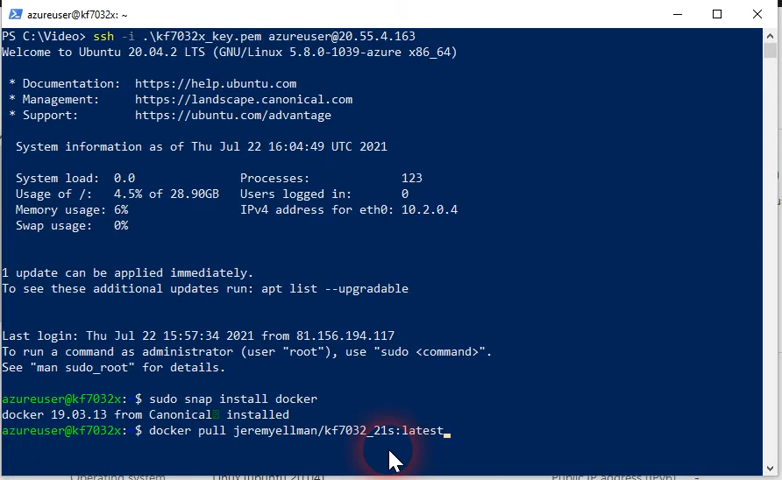 azureuser@kf7032x: ~
PS C:\Video> ssh -i .\kf7032x_key.pem azureuser@20.55.4.163
Welcome to Ubuntu 20.04.2 LTS (GNU/Linux 5.8.0-1039-azure x86_64)
* Documentation: https://help.ubuntu.com
* Management: https://landscape.canonical.com
* Support: https://ubuntu.com/advantage
System information as of Thu Jul 22 16:04:49 UTC 2021
System load: 0.0 Processes: 123
Usage of /: 4.5% of 28.90GB Users logged in: 0
Memory usage: 6% IPv4 address for eth0: 10.2.0.4
Swap usage: 0%
1 update can be applied immediately.
To see these additional updates run: apt list --upgradable
Last login: Thu Jul 22 15:57:34 2021 from 81.156.194.117
To run a command as administrator (user "root"), use "sudo <command>".
See "man sudo_root" for details.
azureuser@kf7032x:~$ sudo snap install docker
docker 19.03.13 from Canonical installed
azureuser@kf7032x:~$ docker pull jeremyellman/kf7032_21s:latest